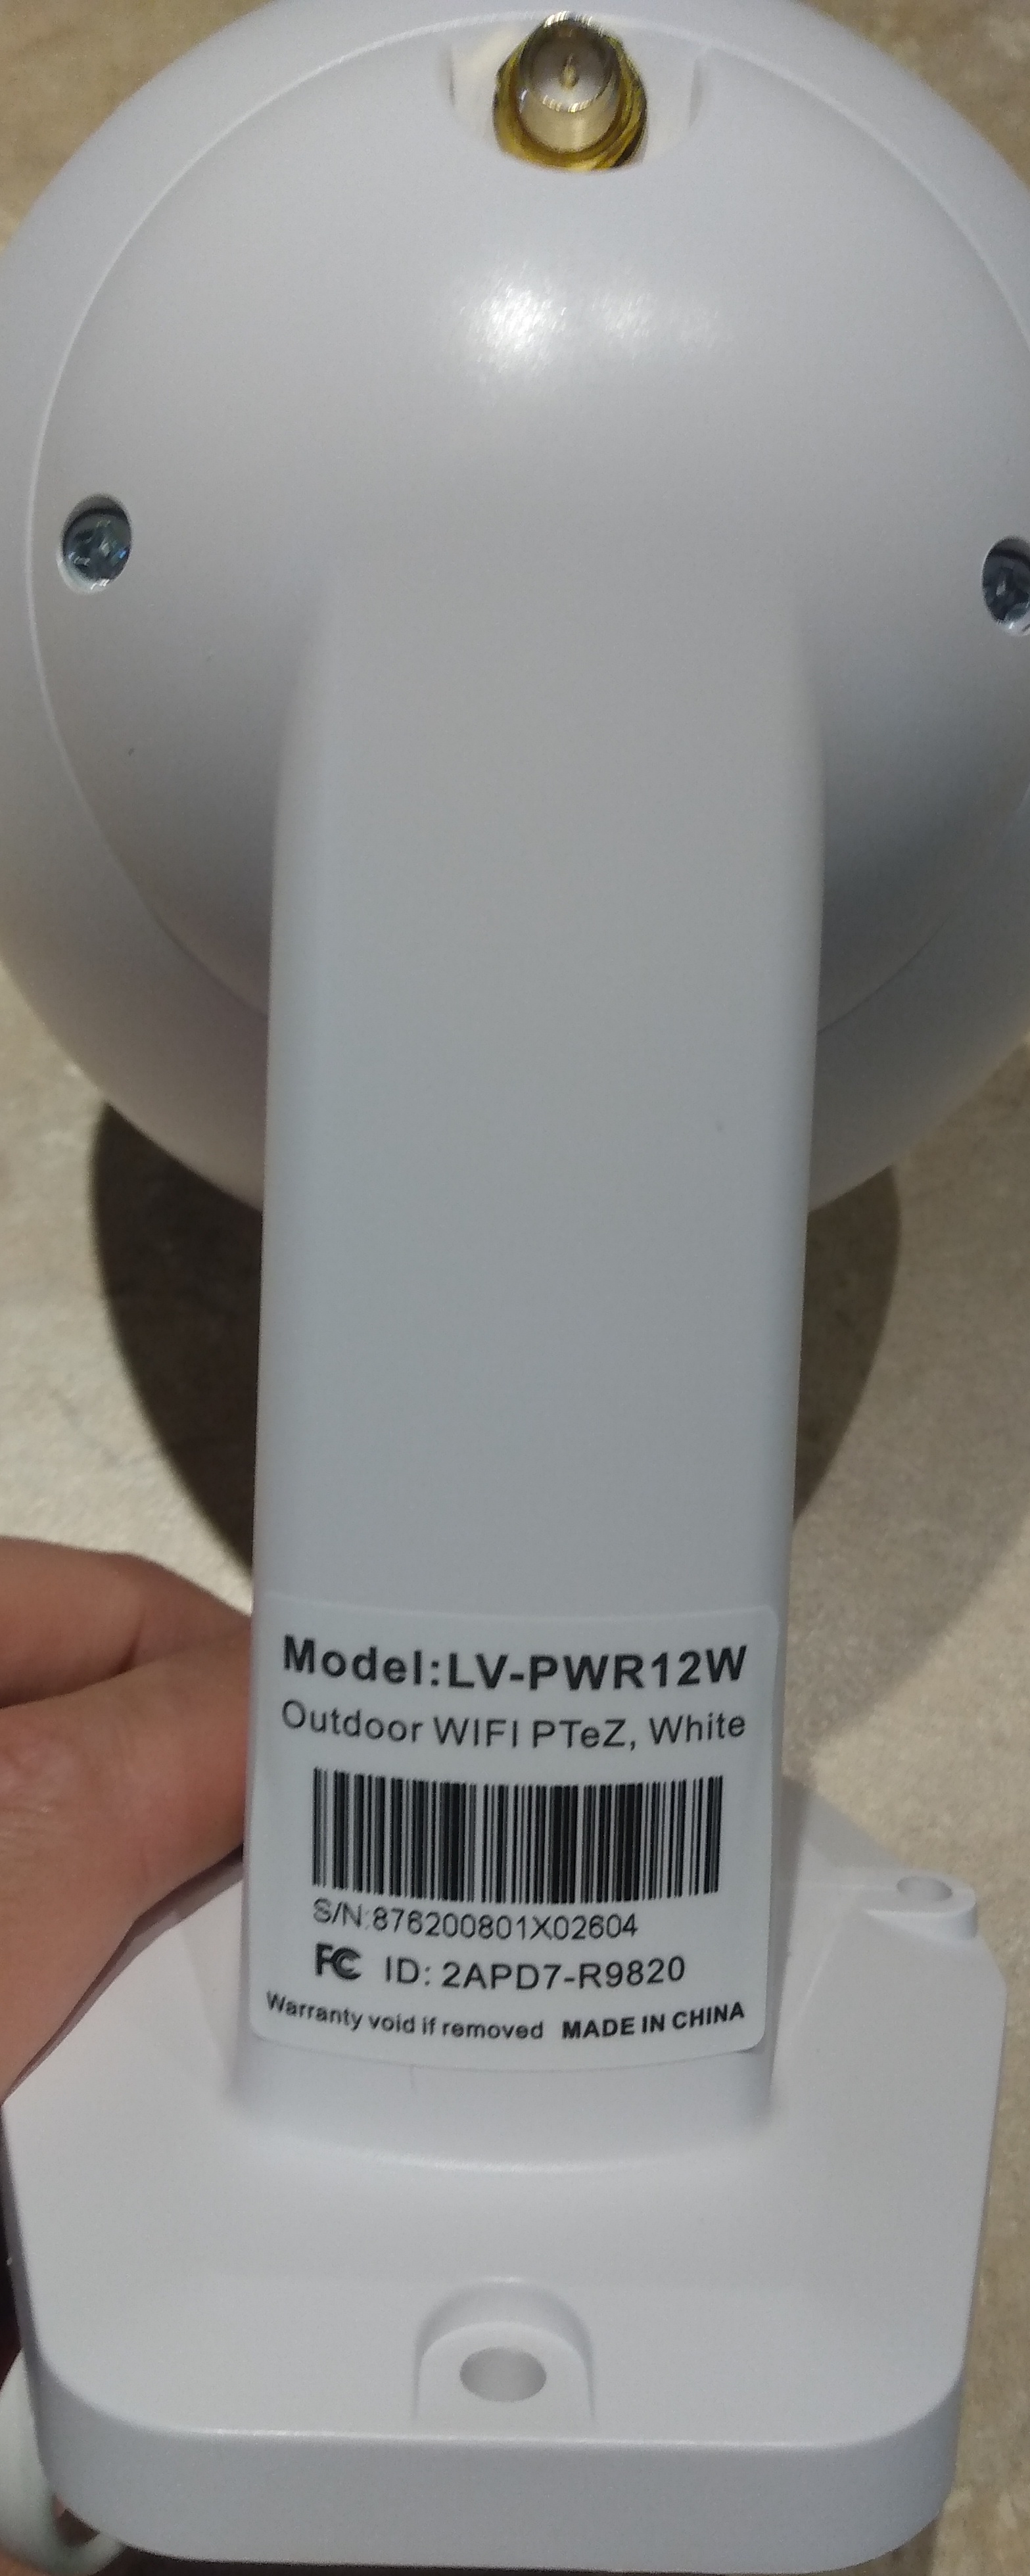 Model:LV-PWR12W
Outdoor WIFI PTeZ, White
S/N:876200801X02604
FC ID: 2APD7-R9820
Warranty void if removed MADE IN CHINA